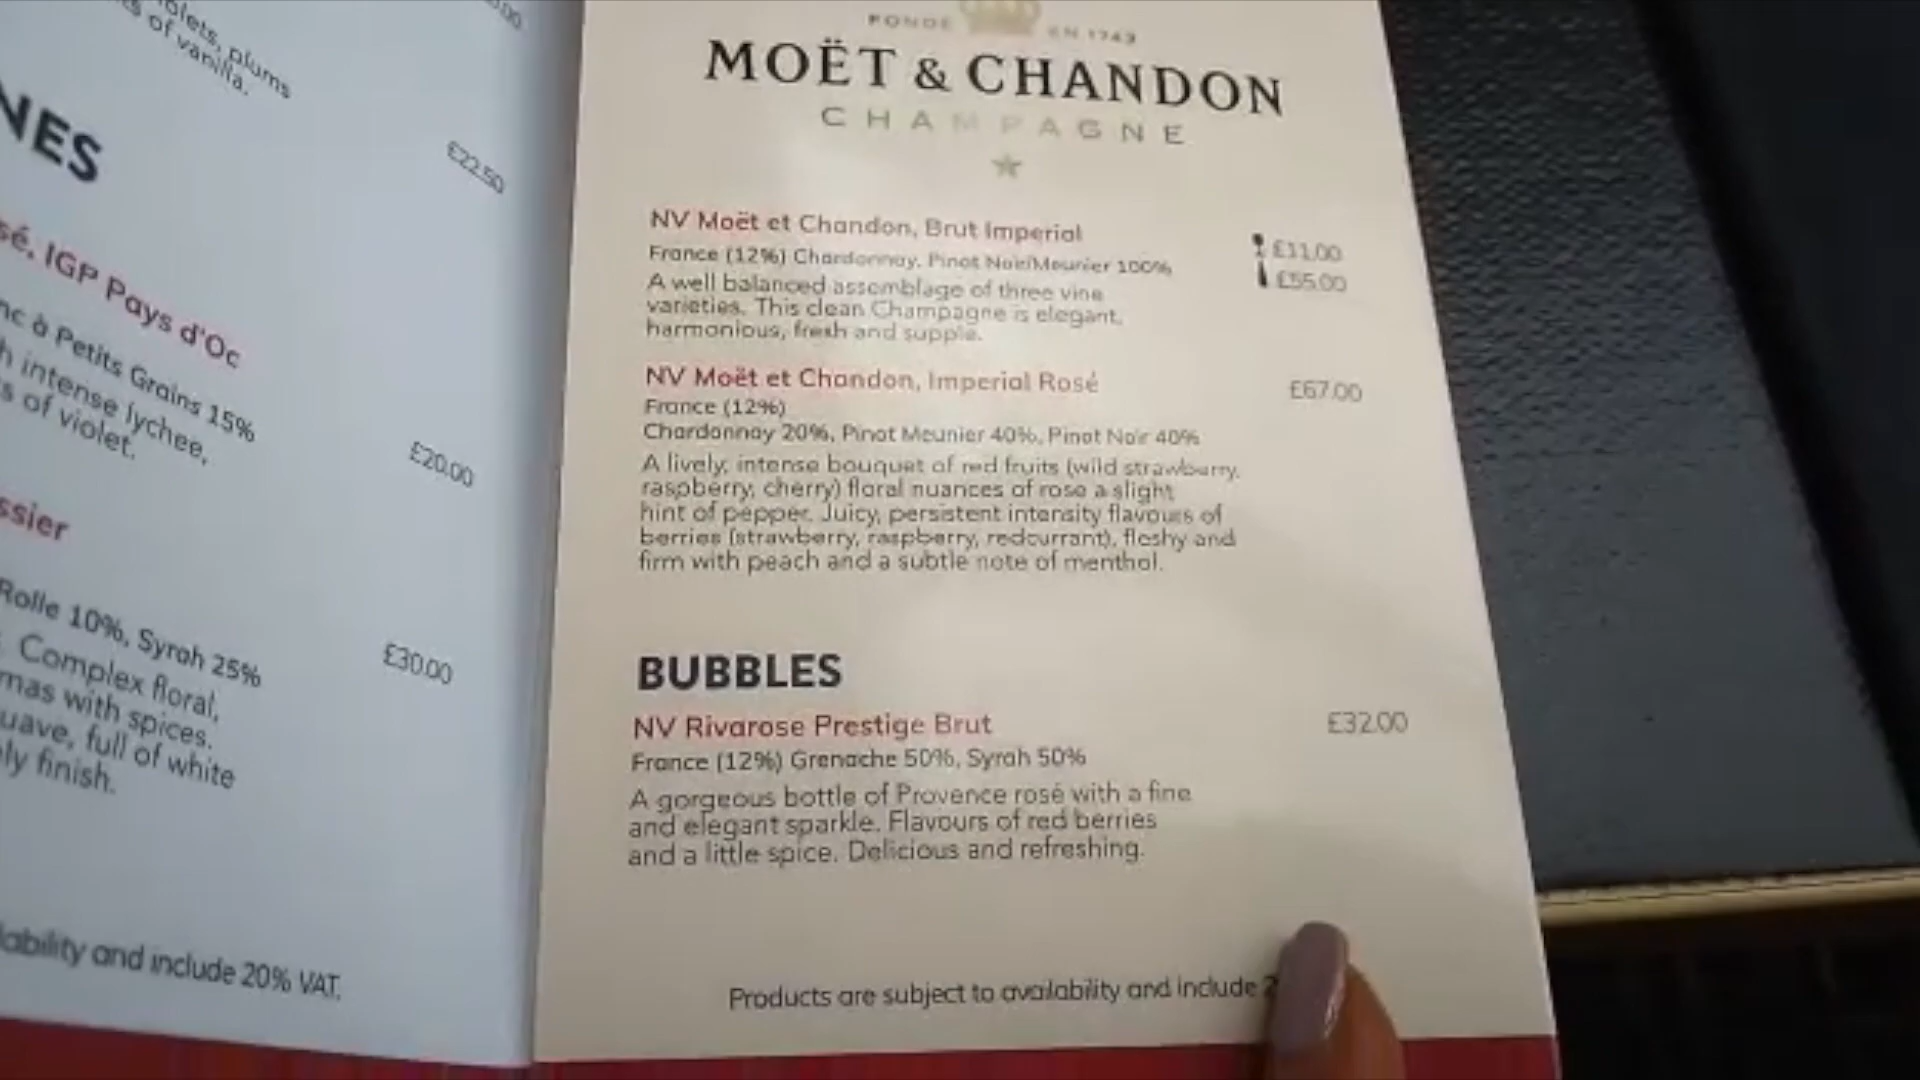 olets, plums
s of vanilla.
NES
£22.50
sé, IGP Pays d'Oc
nc à Petits Grains 15%
h intense lychee,
s of violet.
£20.00
ssier
Rolle 10%, Syrah 25%
Complex floral,
mas with spices.
uave, full of white
ly finish.
£30.00
lability and include 20% VAT.
FONDÉ EN 1743
MOËT & CHANDON
CHAMPAGNE
NV Moët et Chandon, Brut Imperial
£11.00
France (12%) Chardonnay, Pinot Noir/Meunier 100%
£55.00
A well balanced assemblage of three vine
varieties. This clean Champagne is elegant,
harmonious, fresh and supple.
NV Moët et Chandon, Imperial Rosé
£67.00
France (12%)
Chardonnay 20%, Pinot Meunier 40%, Pinot Noir 40%
A lively, intense bouquet of red fruits (wild strawberry,
raspberry, cherry) floral nuances of rose a slight
hint of pepper. Juicy, persistent intensity flavours of
berries (strawberry, raspberry, redcurrant), fleshy and
firm with peach and a subtle note of menthol.
BUBBLES
NV Rivarose Prestige Brut
£32.00
France (12%) Grenache 50%, Syrah 50%
A gorgeous bottle of Provence rosé with a fine
and elegant sparkle. Flavours of red berries
and a little spice. Delicious and refreshing.
Products are subject to availability and include 2